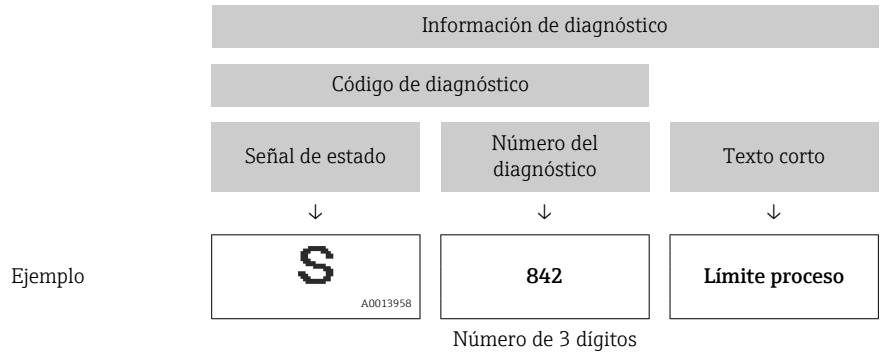 Información de diagnóstico
Código de diagnóstico
Señal de estado
Número del
diagnóstico
Texto corto
↓ ↓ ↓
Ejemplo
S
A0013958
842
Límite proceso
Número de 3 dígitos